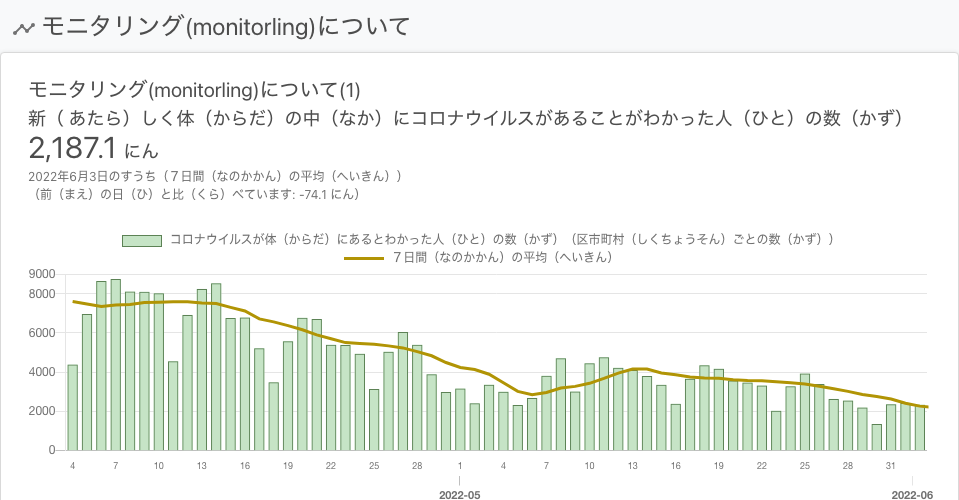 モニタリング(monitorling)について
モニタリング(monitorling)について(1)
新（ あたら）しく体（からだ）の中（なか）にコロナウイルスがあることがわかった人（ひと）の数（かず）
2,187.1 にん
2022年6月3日のすうち（７日間（なのかかん）の平均（へいきん））
（前（まえ）の日（ひ）と比（くら）べています: -74.1 にん）
コロナウイルスが体（からだ）にあるとわかった人（ひと）の数（かず）（区市町村（しくちょうそん）ごとの数（かず））
７日間（なのかかん）の平均（へいきん）
9000
8000
6000
4000
2000
0
4 7 10 13 16 19 22 25 28 1 4 7 10 13 16 19 22 25 28 31
2022-05 2022-06